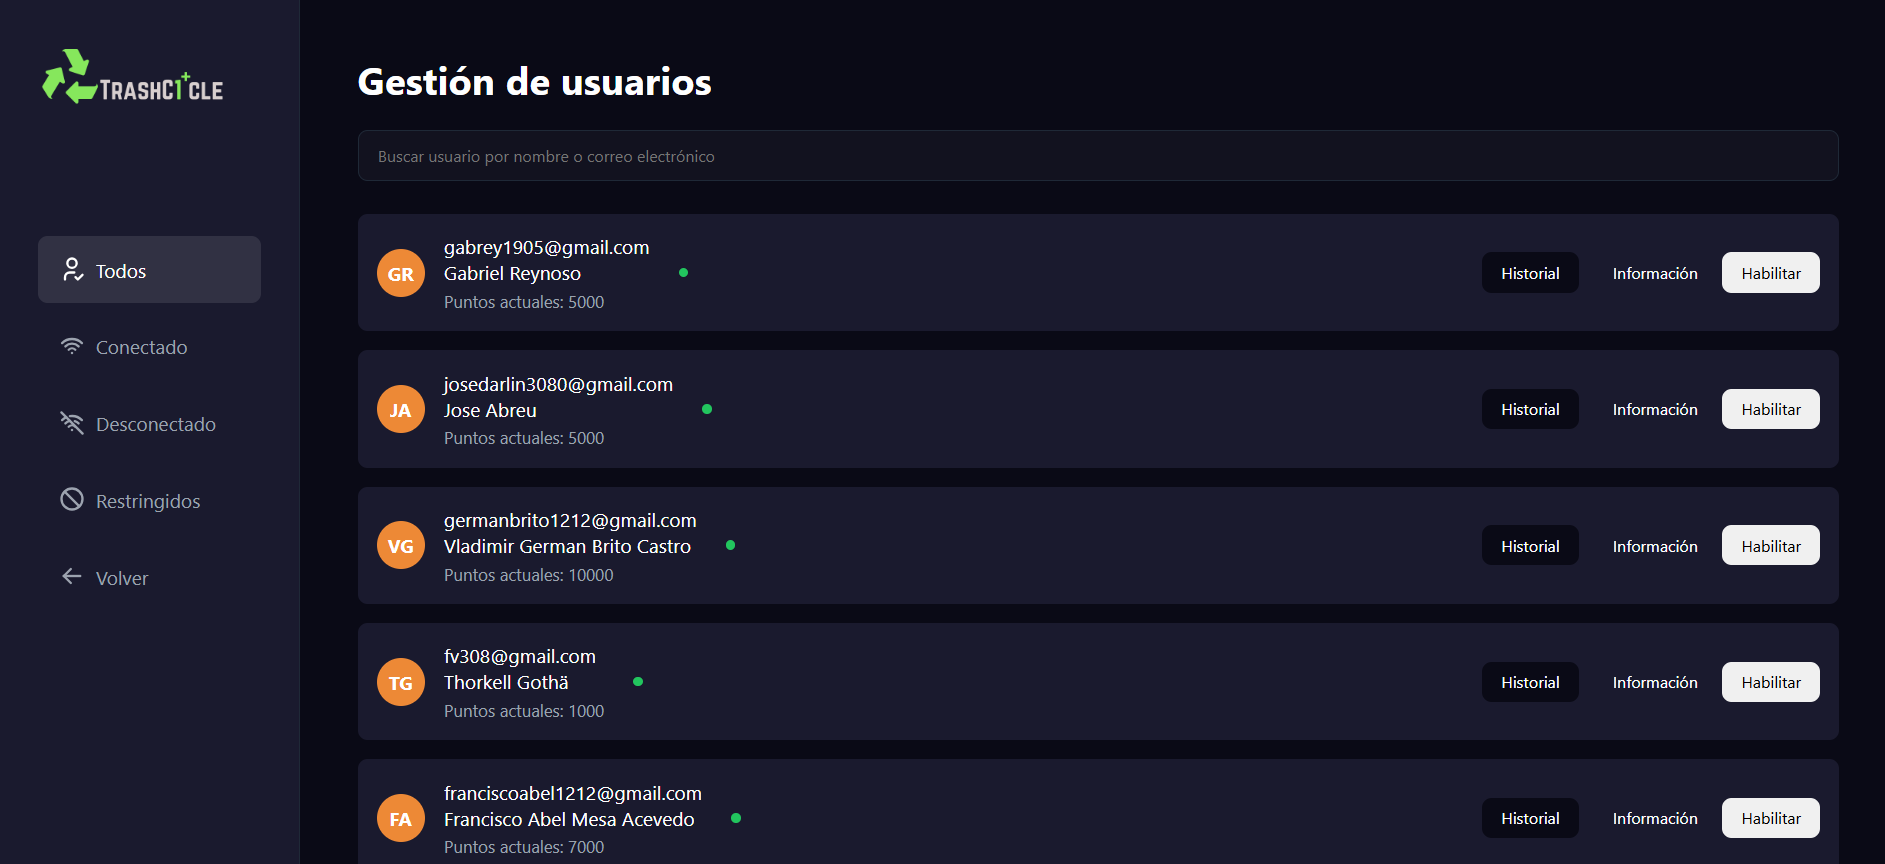 TRASHC1+CLE
Gestión de usuarios
Buscar usuario por nombre o correo electrónico
Todos
Conectado
Desconectado
Restringidos
Volver
GR
gabrey1905@gmail.com
Gabriel Reynoso
Puntos actuales: 5000
Historial
Información
Habilitar
JA
josedarlin3080@gmail.com
Jose Abreu
Puntos actuales: 5000
Historial
Información
Habilitar
VG
germanbrito1212@gmail.com
Vladimir German Brito Castro
Puntos actuales: 10000
Historial
Información
Habilitar
TG
fv308@gmail.com
Thorkell Gothä
Puntos actuales: 1000
Historial
Información
Habilitar
FA
franciscoabel1212@gmail.com
Francisco Abel Mesa Acevedo
Puntos actuales: 7000
Historial
Información
Habilitar